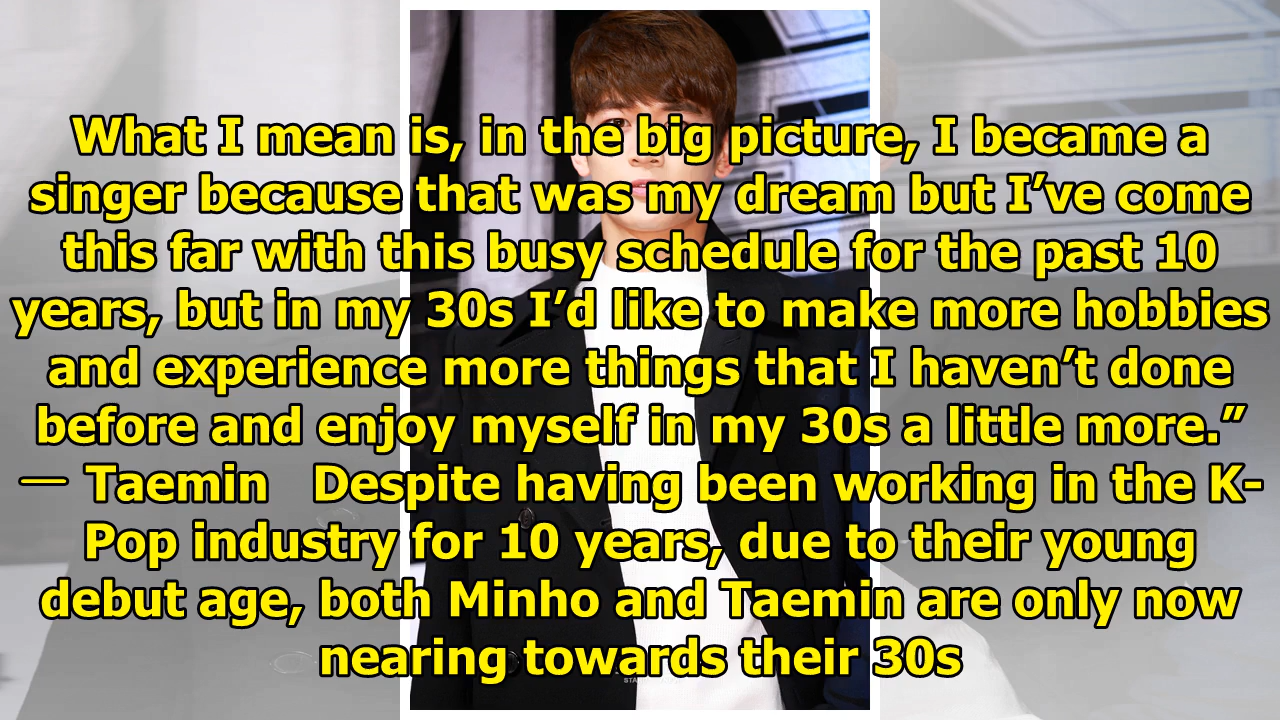 What I mean is, in the big picture, I became a
singer because that was my dream but I’ve come
this far with this busy schedule for the past 10
years, but in my 30s I’d like to make more hobbies
and experience more things that I haven’t done
before and enjoy myself in my 30s a little more.”
— Taemin   Despite having been working in the K-
Pop industry for 10 years, due to their young
debut age, both Minho and Taemin are only now
nearing towards their 30s